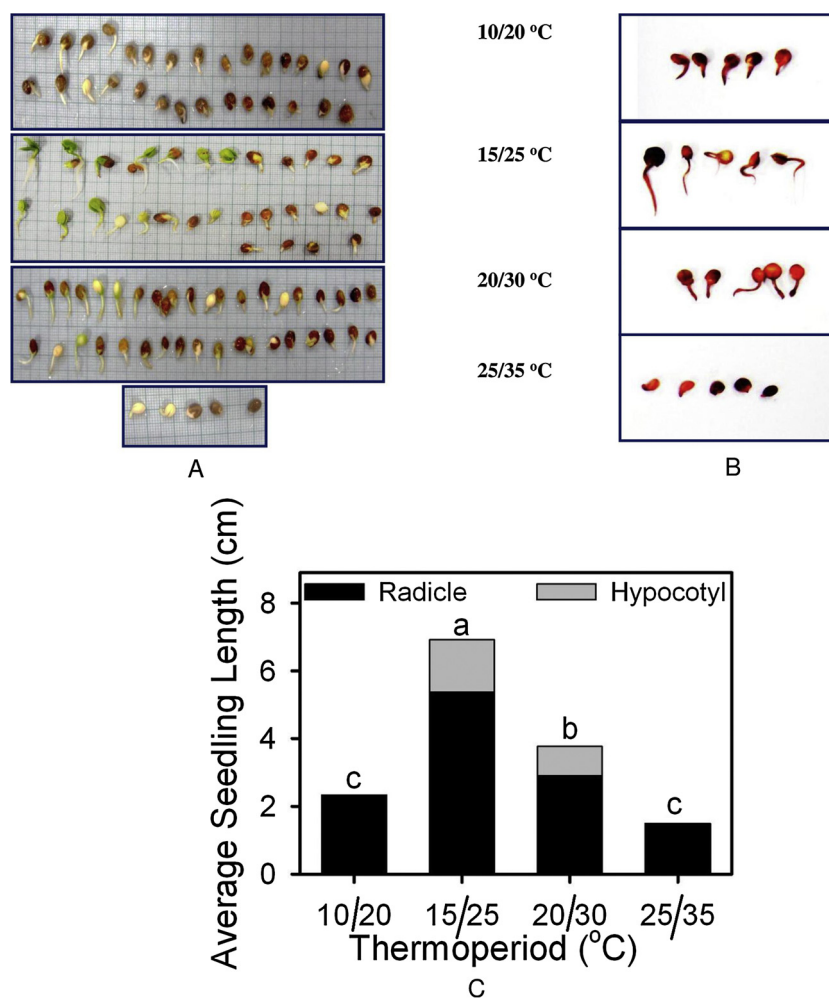 10/20 ºC
15/25 ºC
20/30 ºC
25/35 ºC
A
B
Average Seedling Length (cm)
8
6
4
2
0
Radicle
Hypocotyl
c
a
b
c
10/20
15/25
20/30
25/35
Thermoperiod (ºC)
C